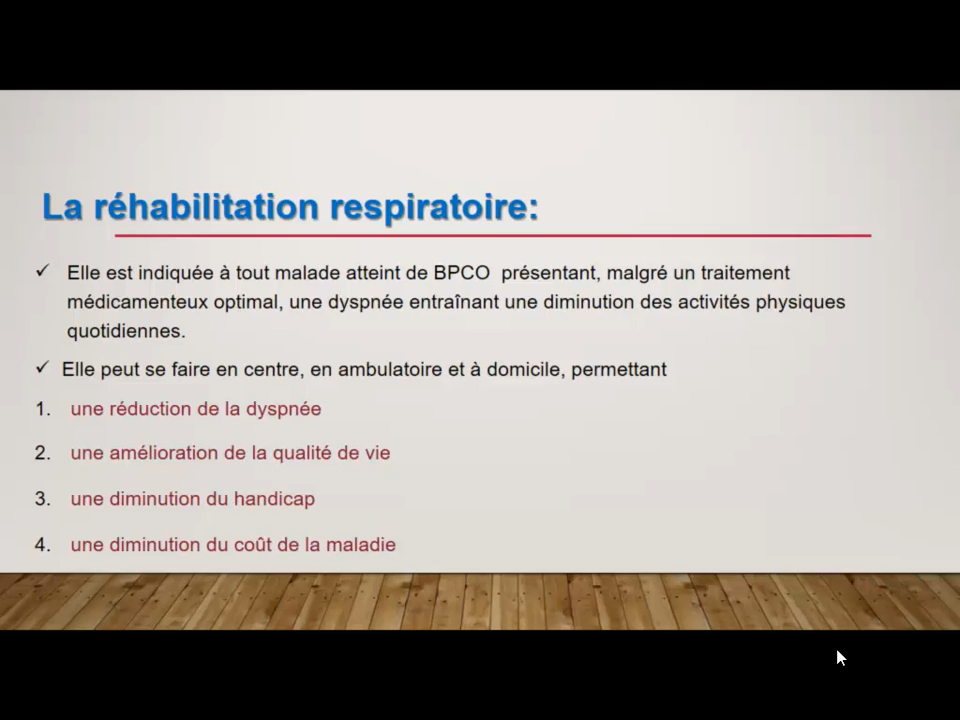 La réhabilitation respiratoire:
✓ Elle est indiquée à tout malade atteint de BPCO présentant, malgré un traitement
médicamenteux optimal, une dyspnée entraînant une diminution des activités physiques
quotidiennes.
✓ Elle peut se faire en centre, en ambulatoire et à domicile, permettant
1. une réduction de la dyspnée
2. une amélioration de la qualité de vie
3. une diminution du handicap
4. une diminution du coût de la maladie